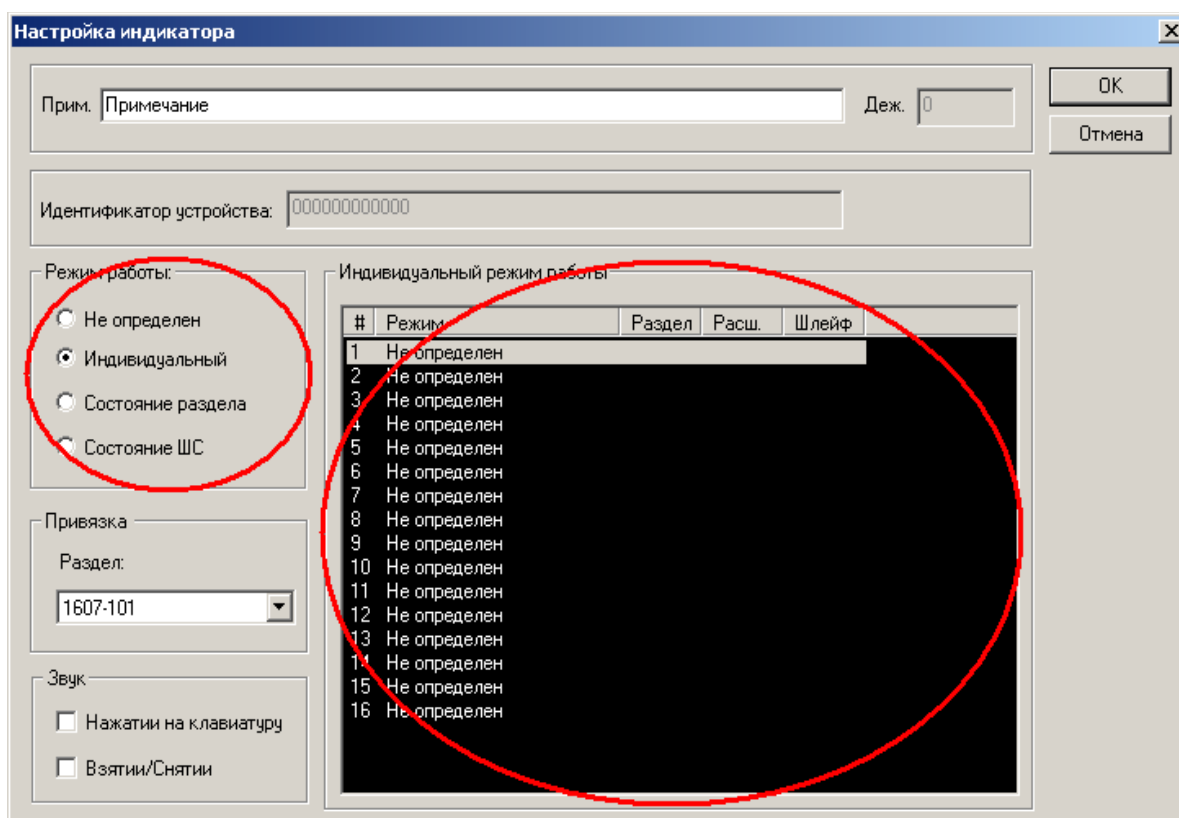 Настройка индикатора
Прим. Примечание Деж. 0
OK
Отмена
Идентификатор устройства: 000000000000
Режим работы:
Не определен
Индивидуальный
Состояние раздела
Состояние ШС
Привязка
Раздел:
1607-101
Звук
Нажатии на клавиатуру
Взятии/Снятии
Индивидуальный режим работы
# Режим Раздел Расш. Шлейф
1 Не определен
2 Не определен
3 Не определен
4 Не определен
5 Не определен
6 Не определен
7 Не определен
8 Не определен
9 Не определен
10 Не определен
11 Не определен
12 Не определен
13 Не определен
14 Не определен
15 Не определен
16 Не определен